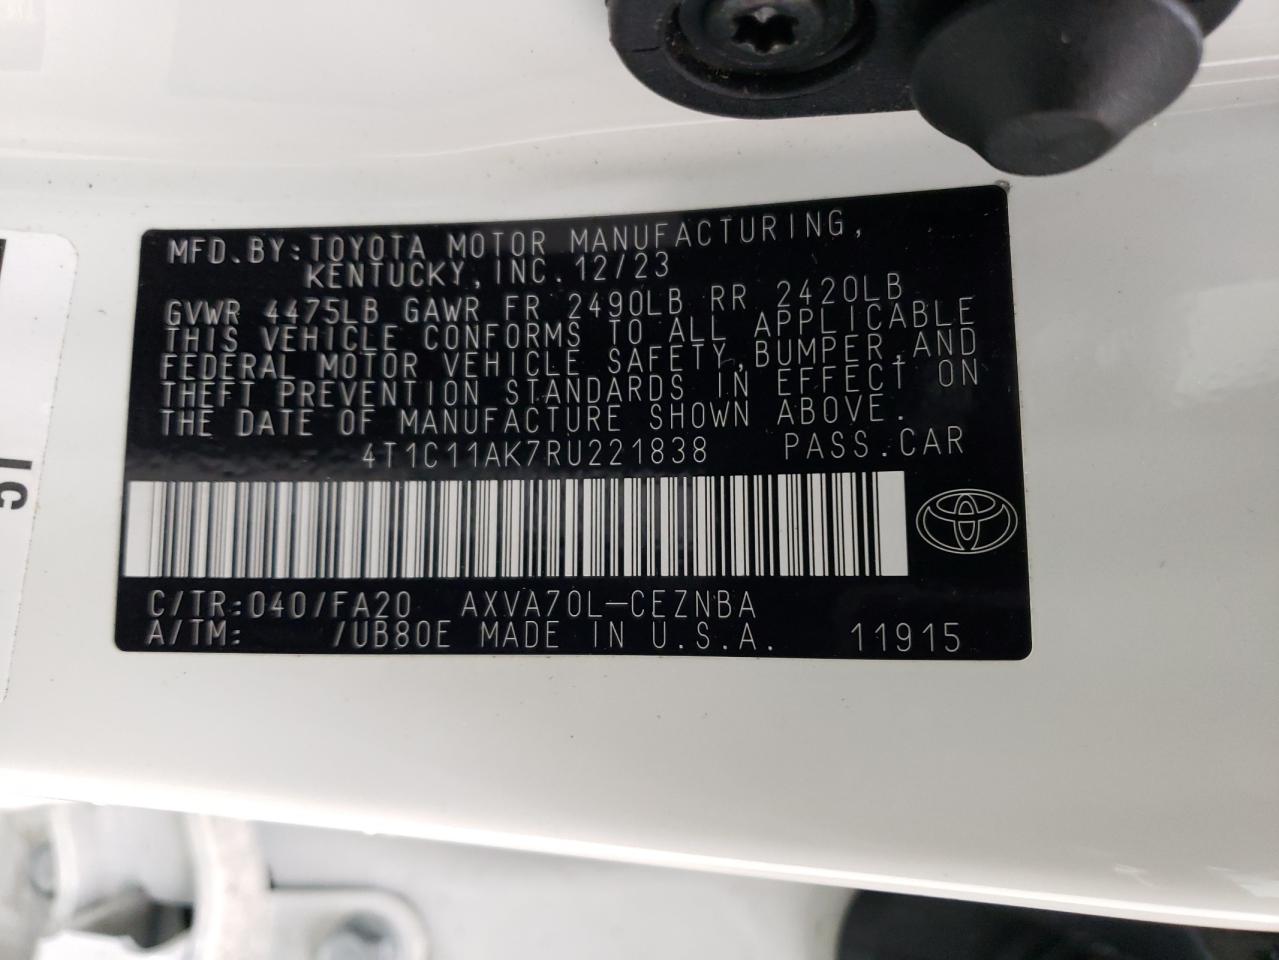 MFD.BY:TOYOTA MOTOR MANUFACTURING,
KENTUCKY,INC.12/23
GVWR 4475LB GAWR FR 2490LB RR 2420LB
THIS VEHICLE CONFORMS TO ALL APPLICABLE
FEDERAL MOTOR VEHICLE SAFETY,BUMPER,AND
THEFT PREVENTION STANDARDS IN EFFECT ON
THE DATE OF MANUFACTURE SHOWN ABOVE.
4T1C11AK7RU221838 PASS.CAR
C/TR:040/FA20 AXVA70L-CEZNBA
A/TM: /UB80E MADE IN U.S.A. 11915